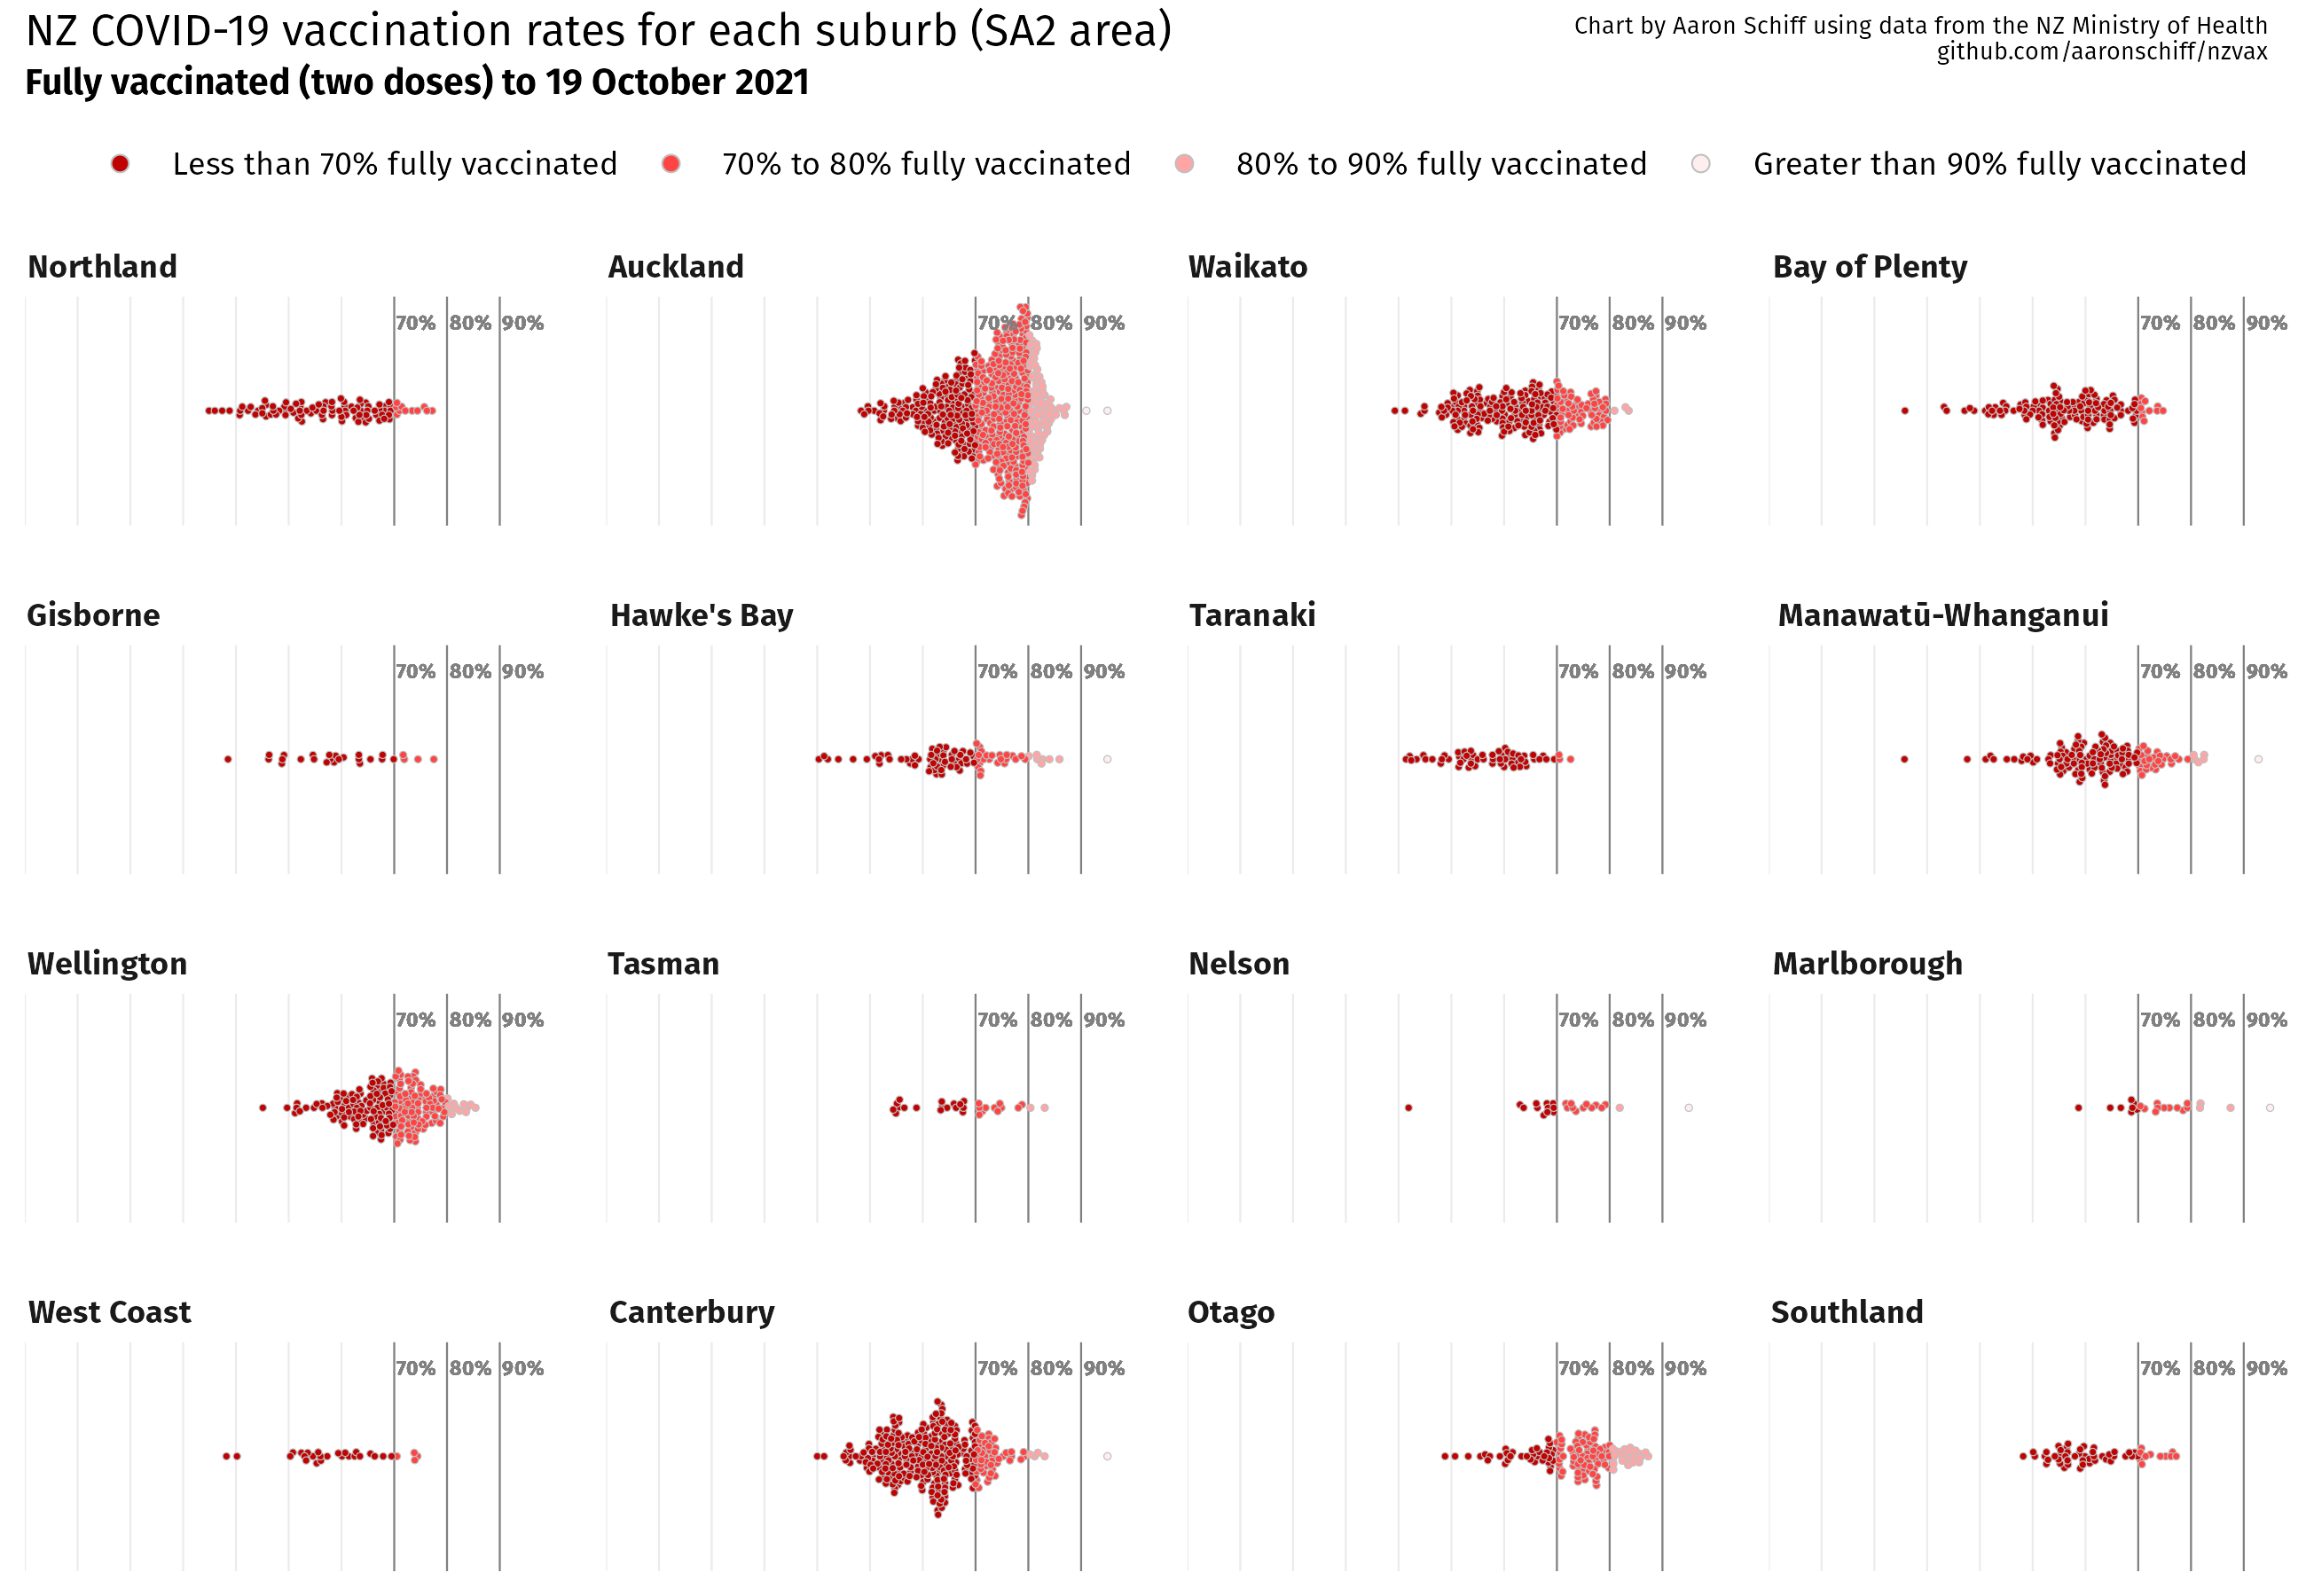 NZ COVID-19 vaccination rates for each suburb (SA2 area)
Fully vaccinated (two doses) to 19 October 2021
Chart by Aaron Schiff using data from the NZ Ministry of Health
github.com/aaronschiff/nzvax
Less than 70% fully vaccinated
70% to 80% fully vaccinated
80% to 90% fully vaccinated
Greater than 90% fully vaccinated
Northland
70% 80% 90%
Auckland
70% 80% 90%
Waikato
70% 80% 90%
Bay of Plenty
70% 80% 90%
Gisborne
70% 80% 90%
Hawke's Bay
70% 80% 90%
Taranaki
70% 80% 90%
Manawatū-Whanganui
70% 80% 90%
Wellington
70% 80% 90%
Tasman
70% 80% 90%
Nelson
70% 80% 90%
Marlborough
70% 80% 90%
West Coast
70% 80% 90%
Canterbury
70% 80% 90%
Otago
70% 80% 90%
Southland
70% 80% 90%